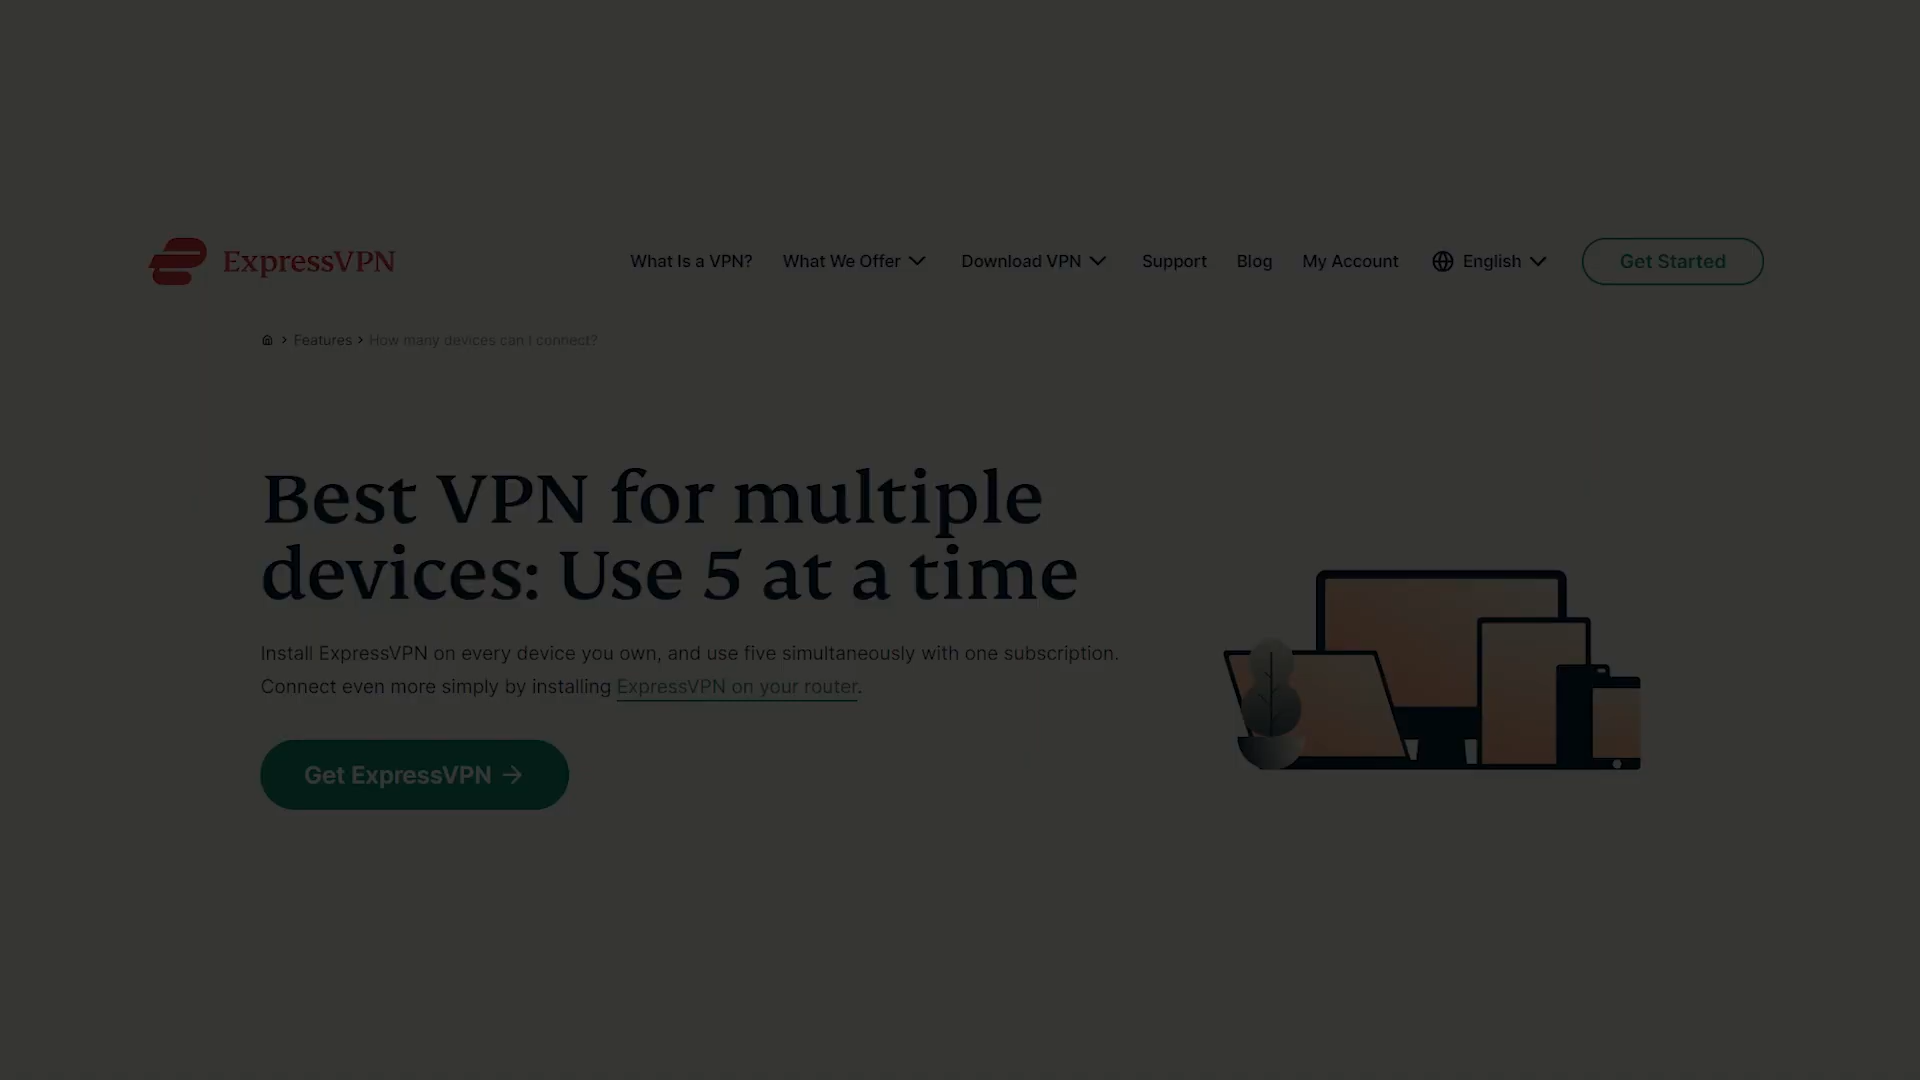 ExpressVPN
What Is a VPN? What We Offer Download VPN Support Blog My Account English Get Started
Features How many devices can I connect?
Best VPN for multiple
devices: Use 5 at a time
Install ExpressVPN on every device you own, and use five simultaneously with one subscription.
Connect even more simply by installing ExpressVPN on your router.
Get ExpressVPN →